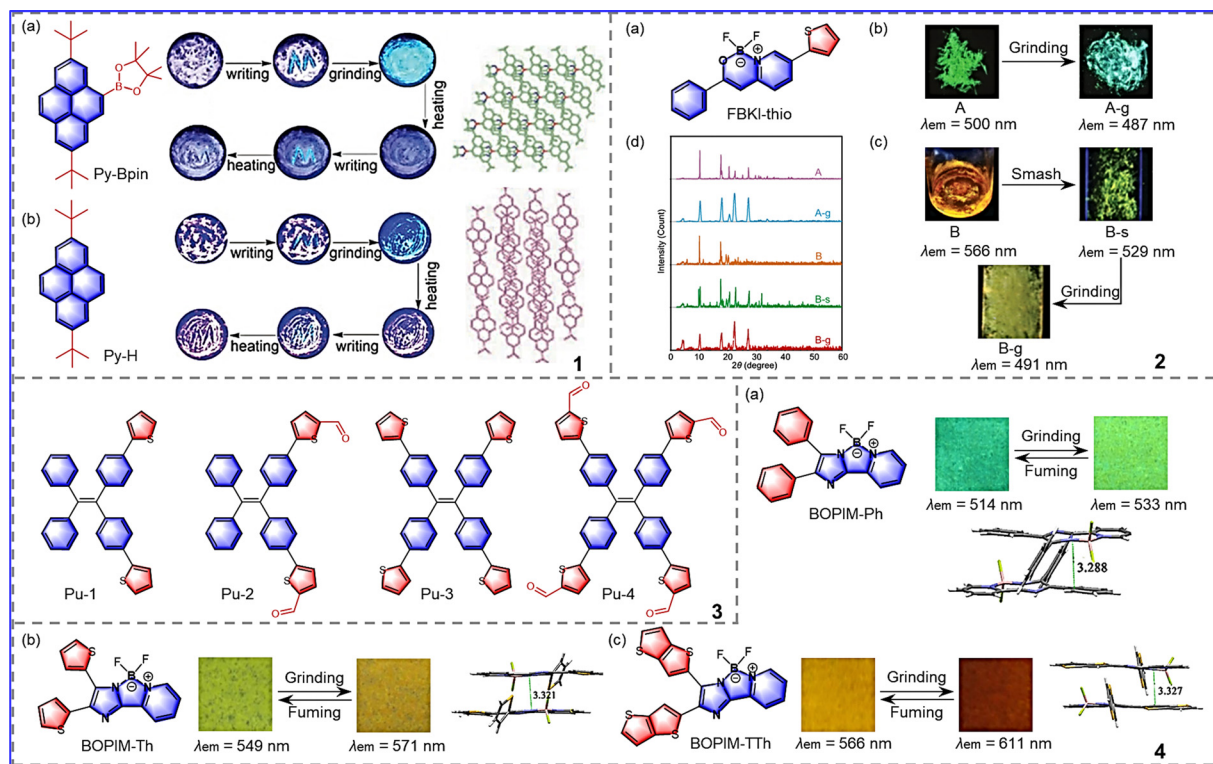 (a)
B
O
O
Py-Bpin
writing
grinding
heating
heating
writing
(b)
Py-H
writing
grinding
heating
heating
writing
1
(a)
F
F
B
+
−
O
N
S
FBKI-thio
(b)
Grinding
A
A-g
λem = 500 nm
λem = 487 nm
(c)
Smash
B
B-s
λem = 566 nm
λem = 529 nm
Grinding
B-g
λem = 491 nm
(d)
Intensity (Count)
A
A-g
B
B-s
B-g
0 10 20 30 40 50 60
2θ (degree)
2
S
S
Pu-1
S
O
S
O
Pu-2
S
S
S
S
Pu-3
O
S
S
O
S
O
S
O
Pu-4
3
(a)
F
F
B
−
+
N
N
N
BOPIM-Ph
Grinding
Fuming
λem = 514 nm
λem = 533 nm
3.288
(b)
S
S
F
F
B
−
+
N
N
N
BOPIM-Th
Grinding
Fuming
λem = 549 nm
λem = 571 nm
3.321
(c)
S
S
S
S
F
F
B
−
+
N
N
N
BOPIM-TTh
Grinding
Fuming
λem = 566 nm
λem = 611 nm
3.327
4